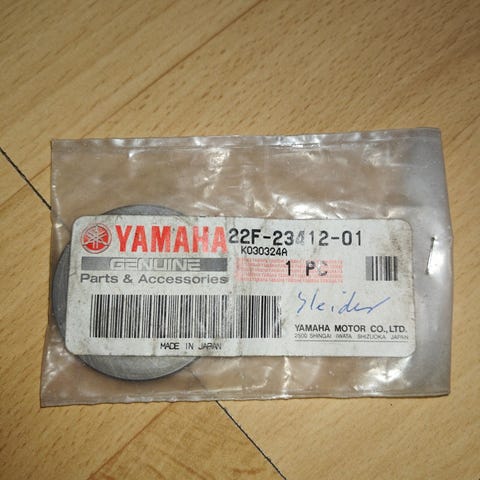 YAMAHA 22F-23412-01
K030324A
GENUINE
Parts & Accessories
1 PC
Sleider
YAMAHA MOTOR CO., LTD.
2500 SHINGAI IWATA SHIZUOKA JAPAN
MADE IN JAPAN